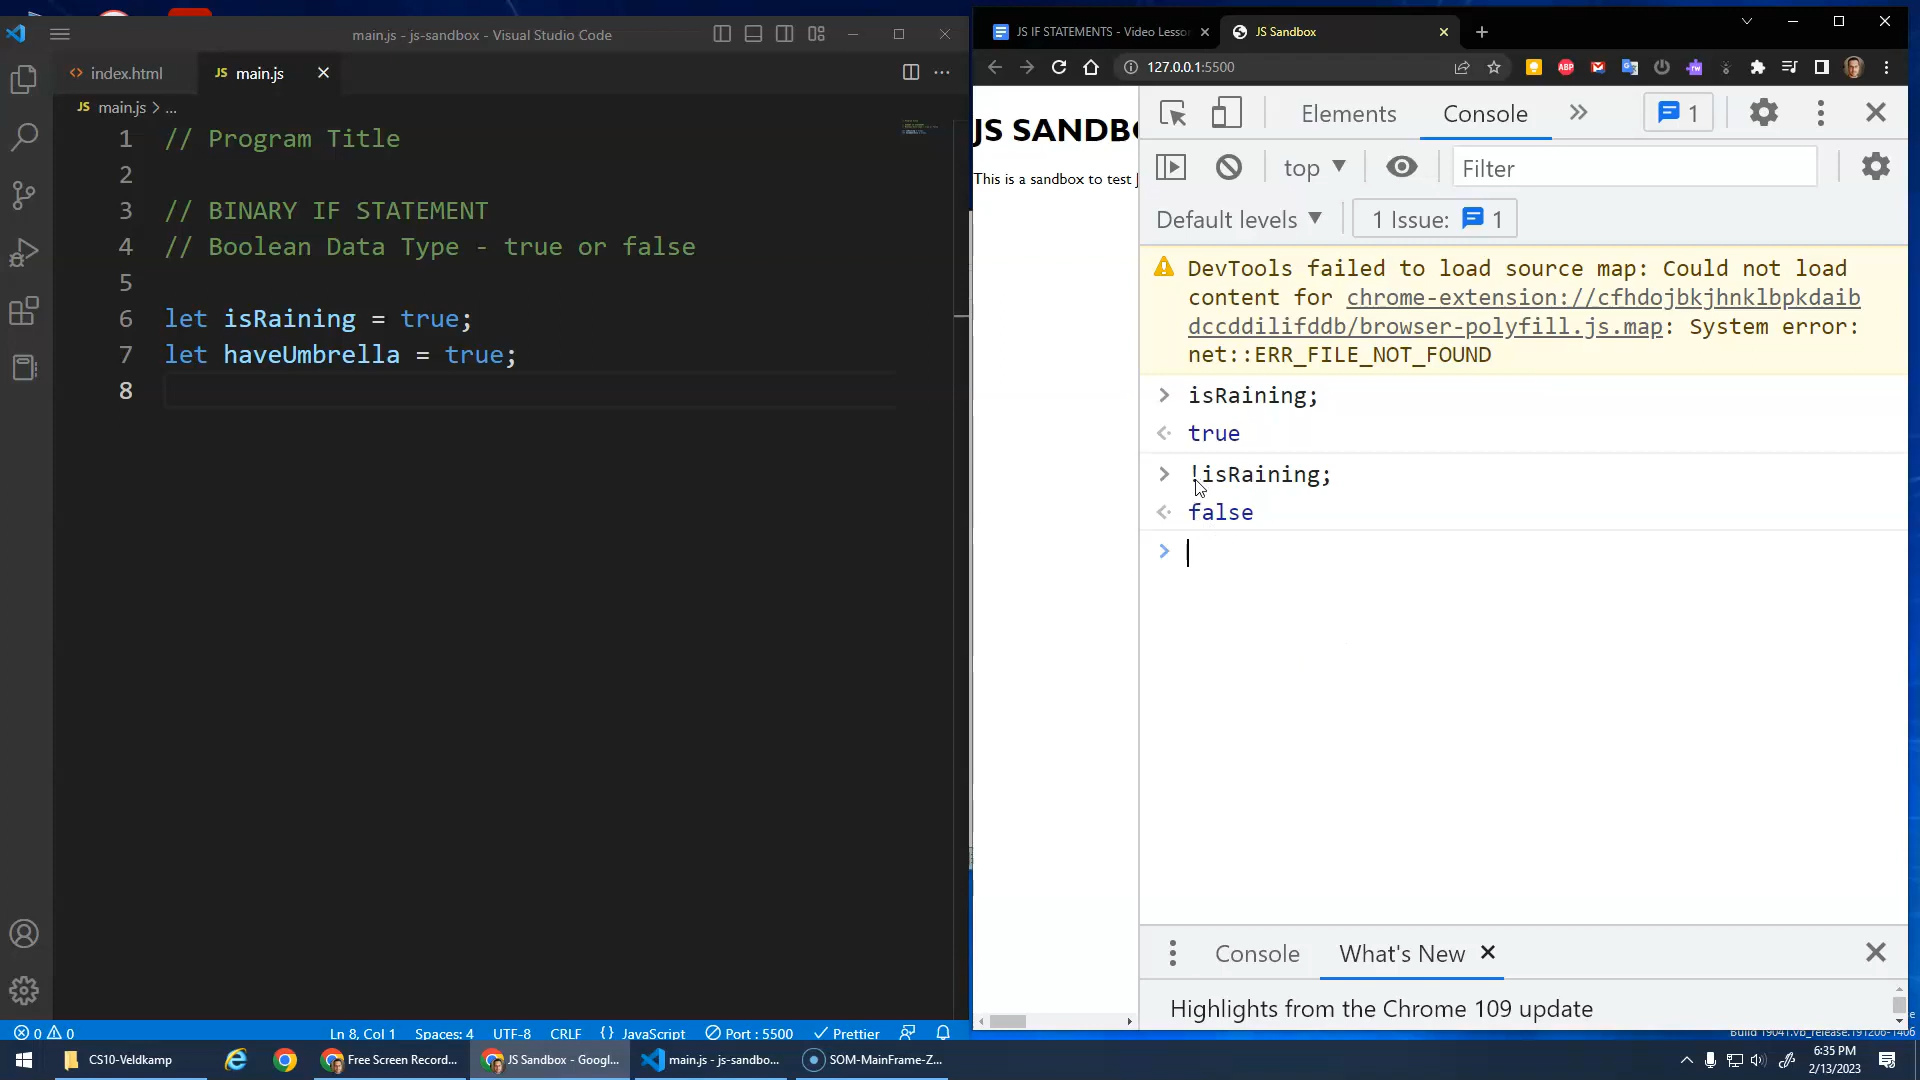 main.js - js-sandbox - Visual Studio Code
index.html
JS main.js
JS main.js > ...
1 // Program Title
2
3 // BINARY IF STATEMENT
4 // Boolean Data Type - true or false
5
6 let isRaining = true;
7 let haveUmbrella = true;
8
0 0
Ln 8, Col 1 Spaces: 4 UTF-8 CRLF {} JavaScript Port : 5500 Prettier
JS IF STATEMENTS - Video Lesso
JS Sandbox
127.0.0.1:5500
JS SANDB
This is a sandbox to test J
Elements Console 1
top Filter
Default levels 1 Issue: 1
DevTools failed to load source map: Could not load
content for chrome-extension://cfhdojbkjhnklbpkdaib
dccddilifddb/browser-polyfill.js.map: System error:
net::ERR_FILE_NOT_FOUND
> isRaining;
true
> !isRaining;
false
>
Console What's New
Highlights from the Chrome 109 update
Build 19041.vb_release.191206-1406
CS10-Veldkamp
Free Screen Record...
JS Sandbox - Googl...
main.js - js-sandbo...
SOM-MainFrame-Z...
6:35 PM
2/13/2023